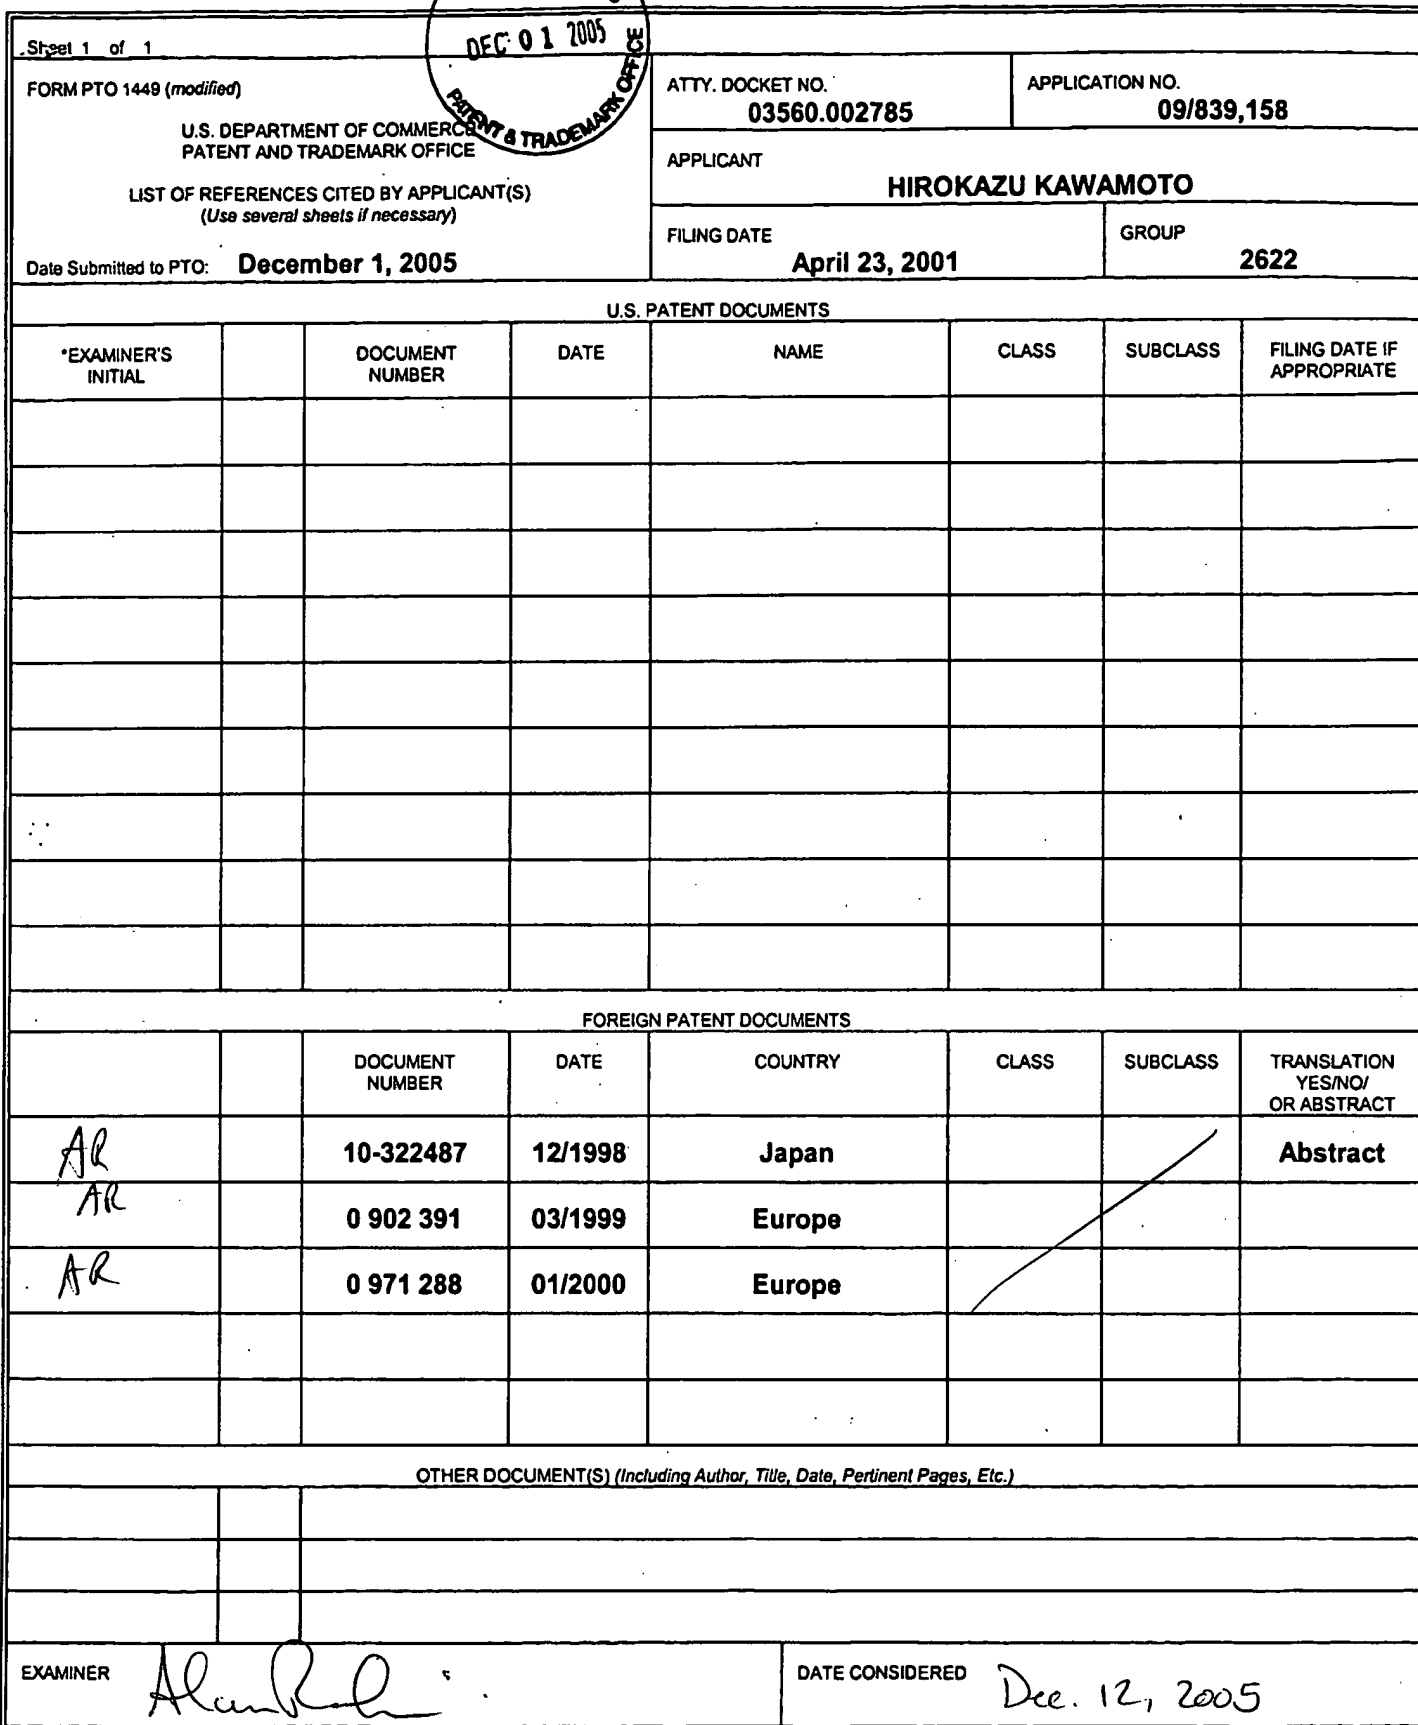 Sheet 1 of 1
DEC 01 2005
PATENT & TRADEMARK OFFICE
FORM PTO 1449 (modified)
U.S. DEPARTMENT OF COMMERCE
PATENT AND TRADEMARK OFFICE
LIST OF REFERENCES CITED BY APPLICANT(S)
(Use several sheets if necessary)
Date Submitted to PTO: December 1, 2005
ATTY. DOCKET NO.
03560.002785
APPLICATION NO.
09/839,158
APPLICANT
HIROKAZU KAWAMOTO
FILING DATE
April 23, 2001
GROUP
2622
U.S. PATENT DOCUMENTS
*EXAMINER'S INITIAL DOCUMENT NUMBER DATE NAME CLASS SUBCLASS FILING DATE IF APPROPRIATE
FOREIGN PATENT DOCUMENTS
DOCUMENT NUMBER DATE COUNTRY CLASS SUBCLASS TRANSLATION YES/NO/ OR ABSTRACT
AR 10-322487 12/1998 Japan Abstract
AR 0 902 391 03/1999 Europe
AR 0 971 288 01/2000 Europe
OTHER DOCUMENT(S) (Including Author, Title, Date, Pertinent Pages, Etc.)
EXAMINER Alan
DATE CONSIDERED Dec. 12, 2005